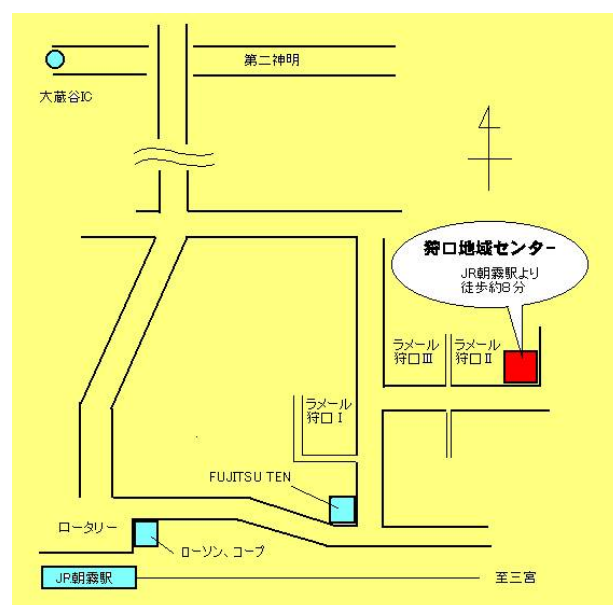 第二神明
大蔵谷IC
狩口地域センター
JR朝霧駅より
徒歩約8分
ラメール
狩口Ⅲ
ラメール
狩口Ⅱ
ラメール
狩口Ⅰ
FUJITSU TEN
ロータリー
ローソン、コープ
JR朝霧駅
至三宮